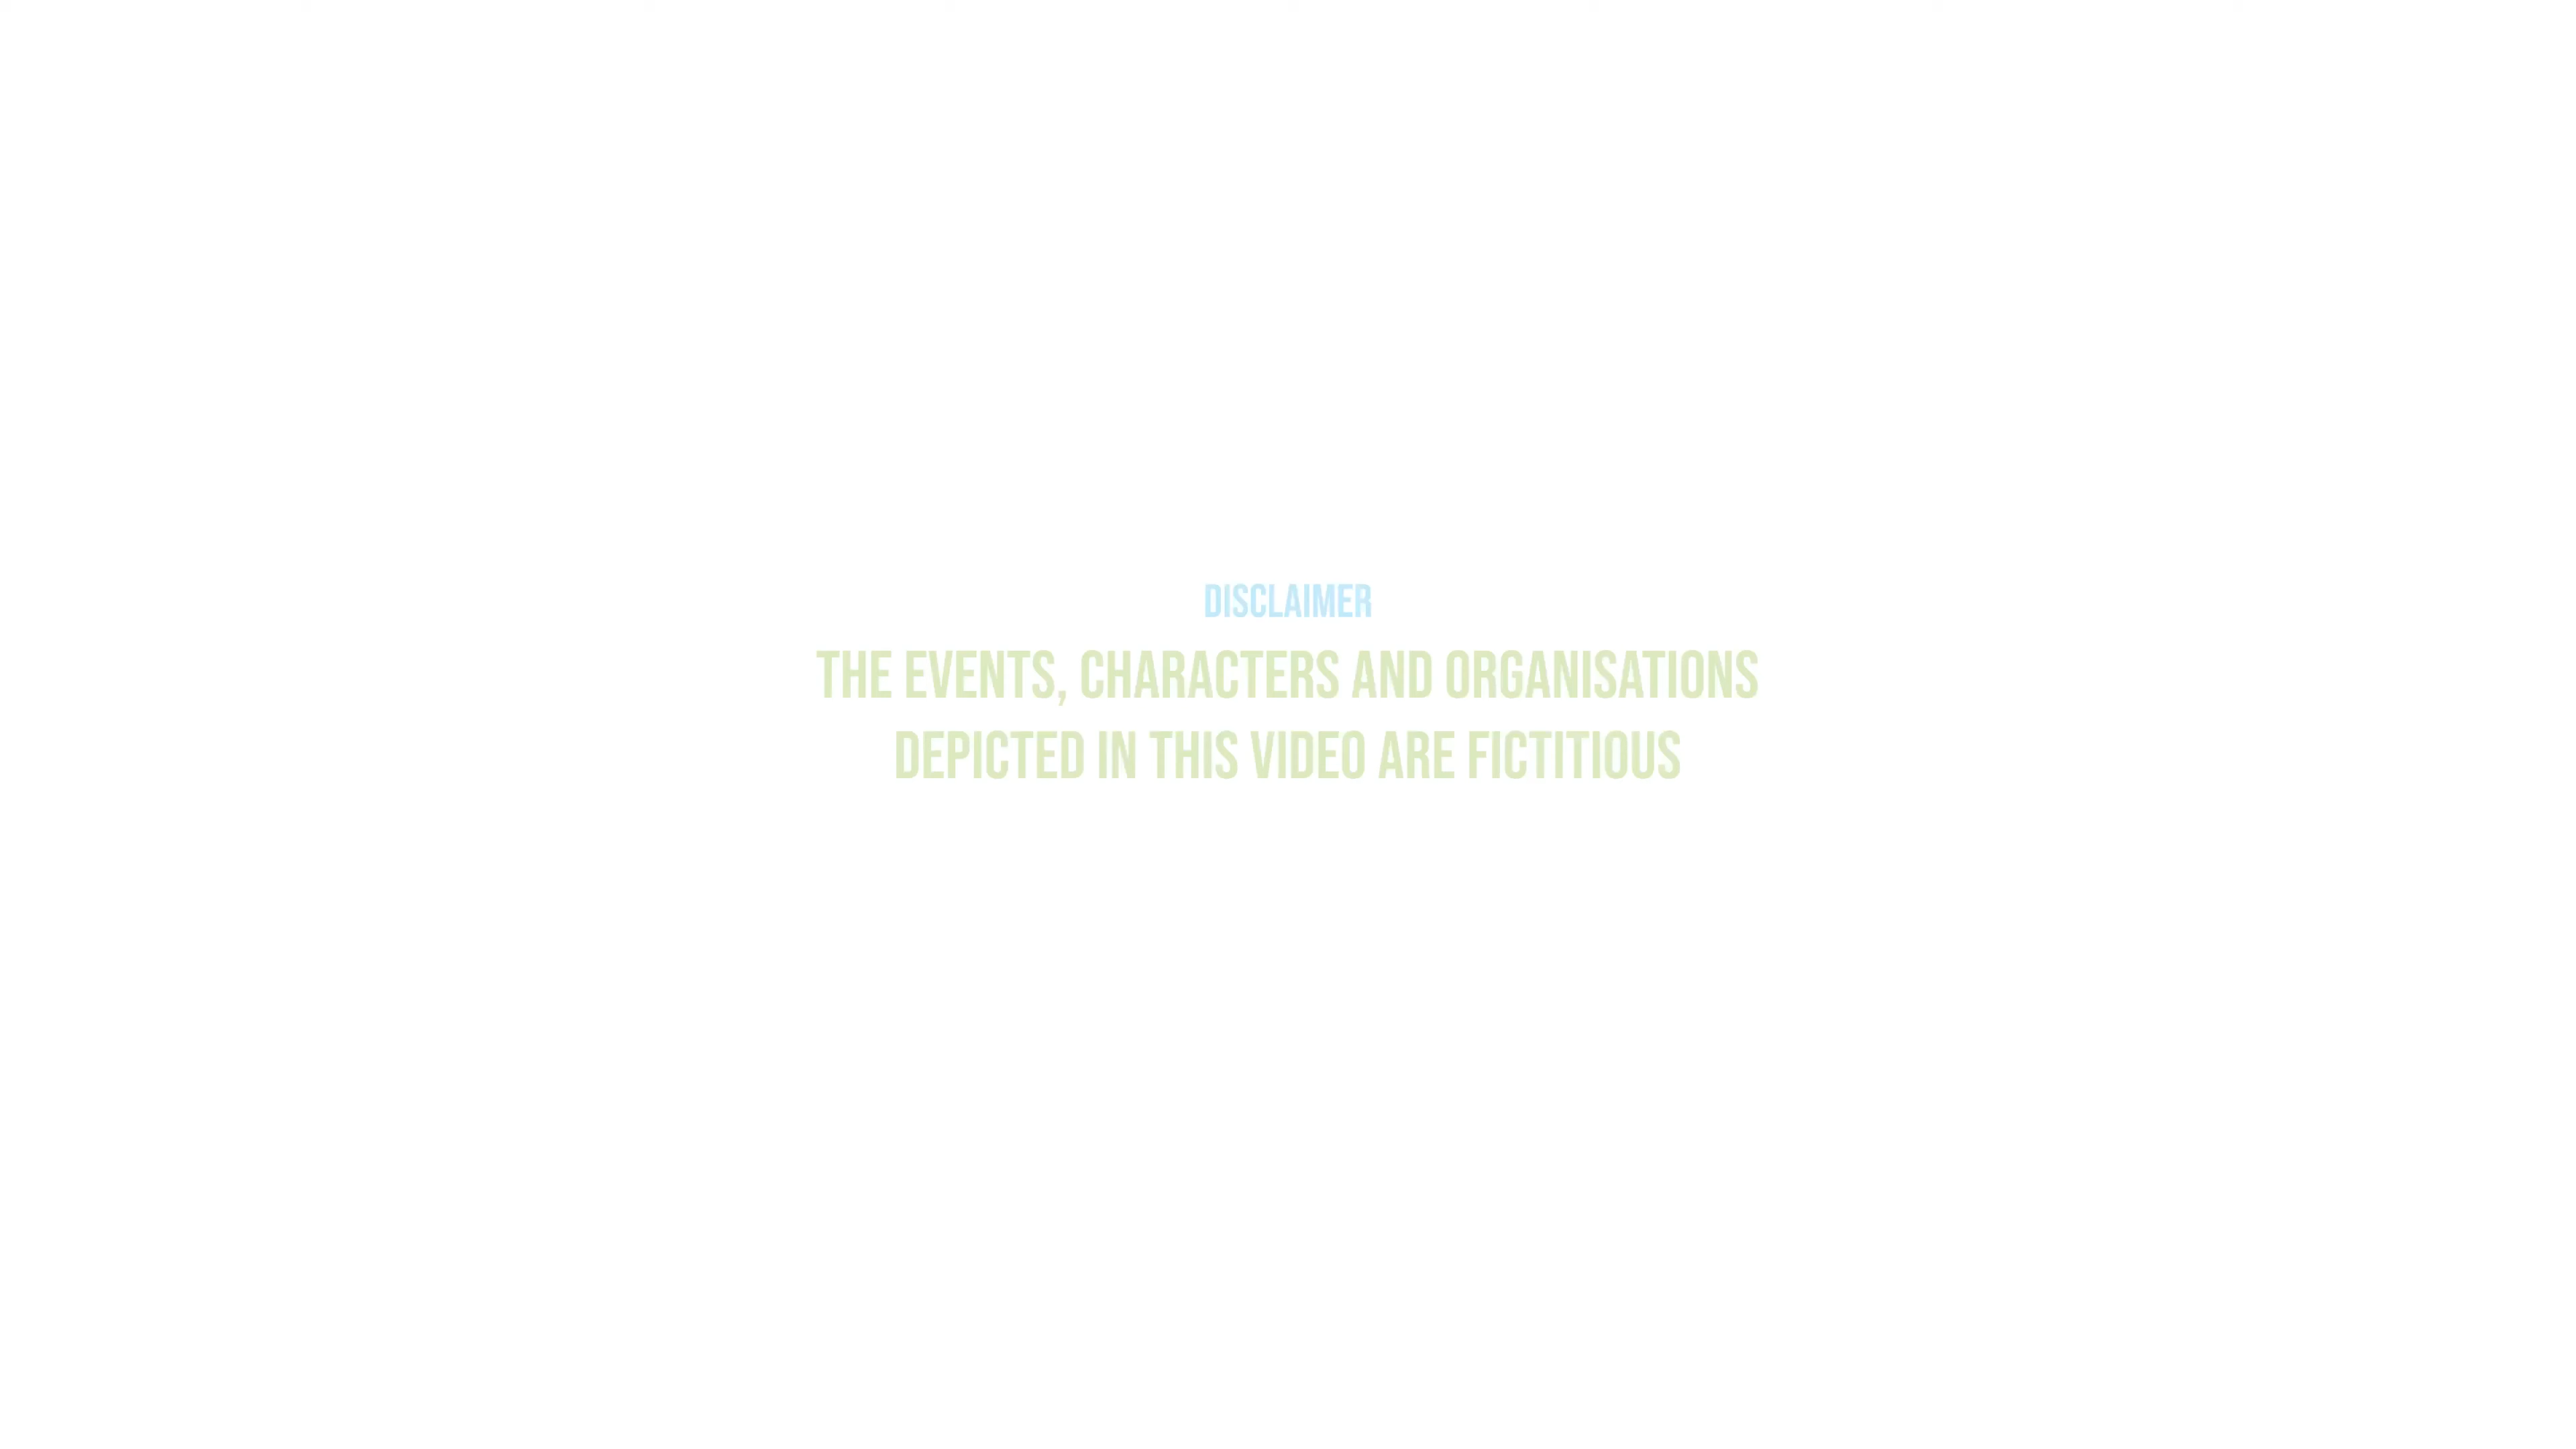 DISCLAIMER
THE EVENTS, CHARACTERS AND ORGANISATIONS
DEPICTED IN THIS VIDEO ARE FICTITIOUS